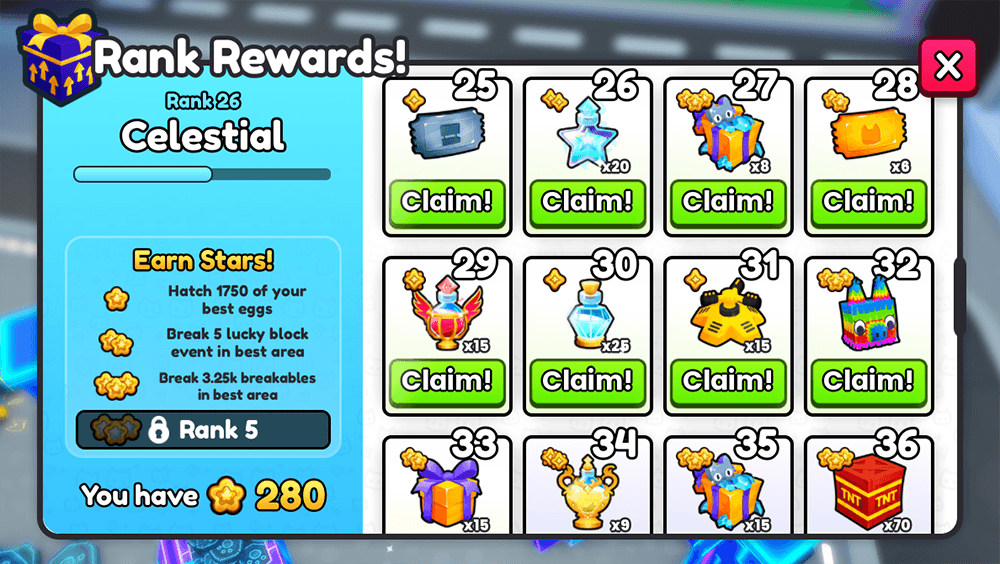 Rank Rewards!
X
Rank 26
Celestial
Earn Stars!
Hatch 1750 of your
best eggs
Break 5 lucky block
event in best area
Break 3.25k breakables
in best area
Rank 5
You have 280
25
Claim!
26
x20
Claim!
27
x8
Claim!
28
x6
Claim!
29
x15
Claim!
30
x25
Claim!
31
x15
Claim!
32
Claim!
33
x15
34
x9
35
x15
36
TNT TNT
x70